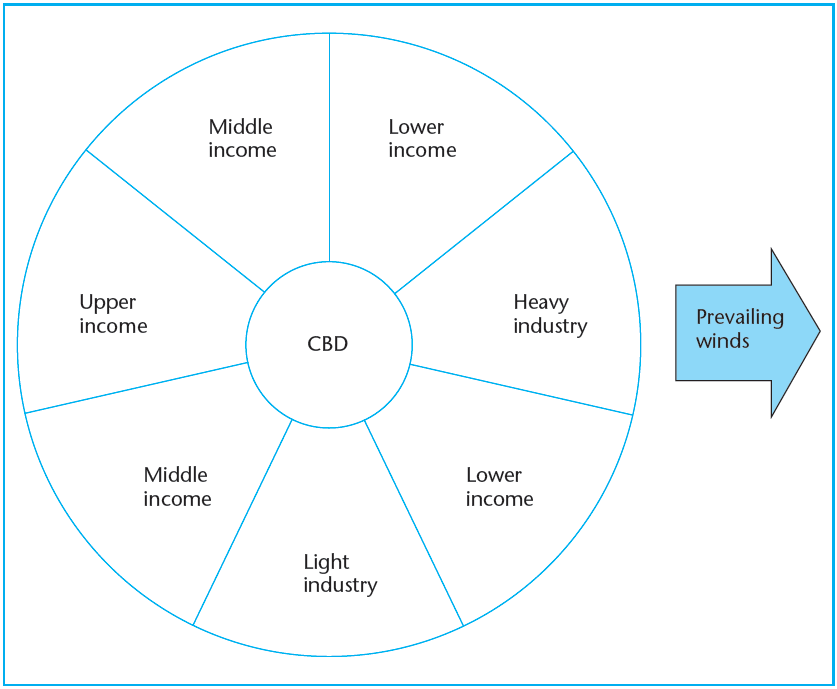 Middle
income
Lower
income
Upper
income
Heavy
industry
CBD
Prevailing
winds
Middle
income
Lower
income
Light
industry